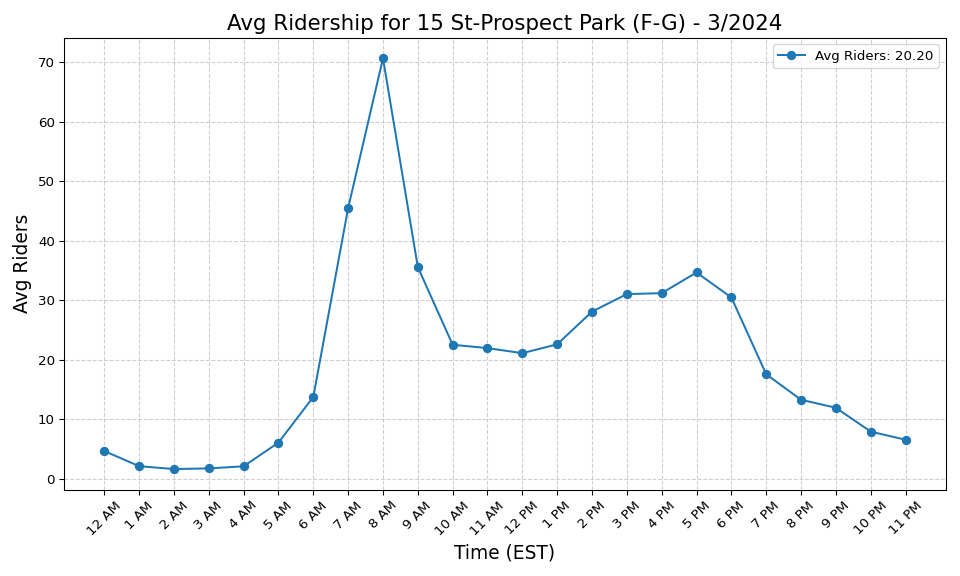 Avg Ridership for 15 St-Prospect Park (F-G) - 3/2024
Avg Riders: 20.20
Avg Riders
70
60
50
40
30
20
10
0
12 AM
1 AM
2 AM
3 AM
4 AM
5 AM
6 AM
7 AM
8 AM
9 AM
10 AM
11 AM
12 PM
1 PM
2 PM
3 PM
4 PM
5 PM
6 PM
7 PM
8 PM
9 PM
10 PM
11 PM
Time (EST)